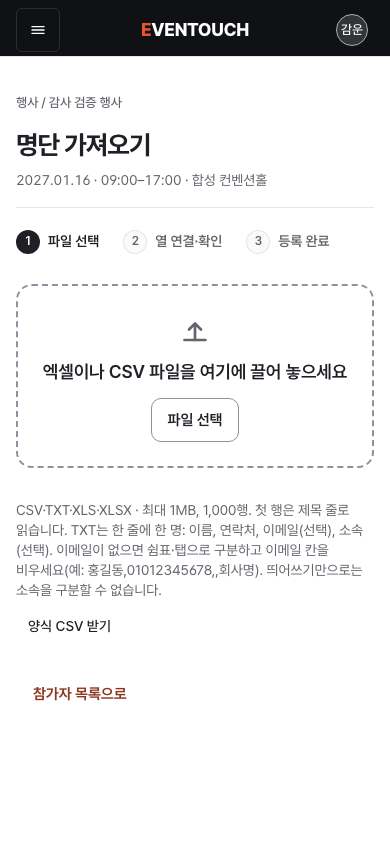 EVENTOUCH
감운
행사 / 감사 검증 행사
명단 가져오기
2027.01.16 · 09:00–17:00 · 합성 컨벤션홀
1 파일 선택 2 열 연결·확인 3 등록 완료
엑셀이나 CSV 파일을 여기에 끌어 놓으세요
파일 선택
CSV·TXT·XLS·XLSX · 최대 1MB, 1,000행. 첫 행은 제목 줄로
읽습니다. TXT는 한 줄에 한 명: 이름, 연락처, 이메일(선택), 소속
(선택). 이메일이 없으면 쉼표·탭으로 구분하고 이메일 칸을
비우세요(예: 홍길동,01012345678,,회사명). 띄어쓰기만으로는
소속을 구분할 수 없습니다.
양식 CSV 받기
참가자 목록으로